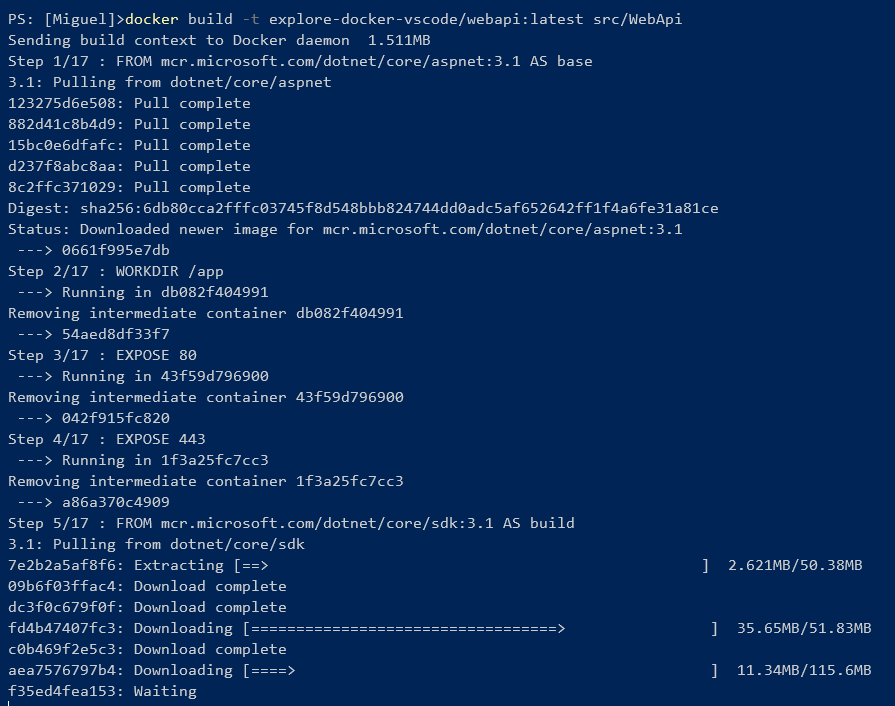 PS: [Miguel]>docker build -t explore-docker-vscode/webapi:latest src/WebApi
Sending build context to Docker daemon  1.511MB
Step 1/17 : FROM mcr.microsoft.com/dotnet/core/aspnet:3.1 AS base
3.1: Pulling from dotnet/core/aspnet
123275d6e508: Pull complete
882d41c8b4d9: Pull complete
15bc0e6dfafc: Pull complete
d237f8abc8aa: Pull complete
8c2ffc371029: Pull complete
Digest: sha256:6db80cca2fffc03745f8d548bbb824744dd0adc5af652642ff1f4a6fe31a81ce
Status: Downloaded newer image for mcr.microsoft.com/dotnet/core/aspnet:3.1
 ---> 0661f995e7db
Step 2/17 : WORKDIR /app
 ---> Running in db082f404991
Removing intermediate container db082f404991
 ---> 54aed8df33f7
Step 3/17 : EXPOSE 80
 ---> Running in 43f59d796900
Removing intermediate container 43f59d796900
 ---> 042f915fc820
Step 4/17 : EXPOSE 443
 ---> Running in 1f3a25fc7cc3
Removing intermediate container 1f3a25fc7cc3
 ---> a86a370c4909
Step 5/17 : FROM mcr.microsoft.com/dotnet/core/sdk:3.1 AS build
3.1: Pulling from dotnet/core/sdk
7e2b2a5af8f6: Extracting [==>                                                ]  2.621MB/50.38MB
09b6f03ffac4: Download complete
dc3f0c679f0f: Download complete
fd4b47407fc3: Downloading [==================================>                ]  35.65MB/51.83MB
c0b469f2e5c3: Download complete
aea7576797b4: Downloading [====>                                              ]  11.34MB/115.6MB
f35ed4fea153: Waiting